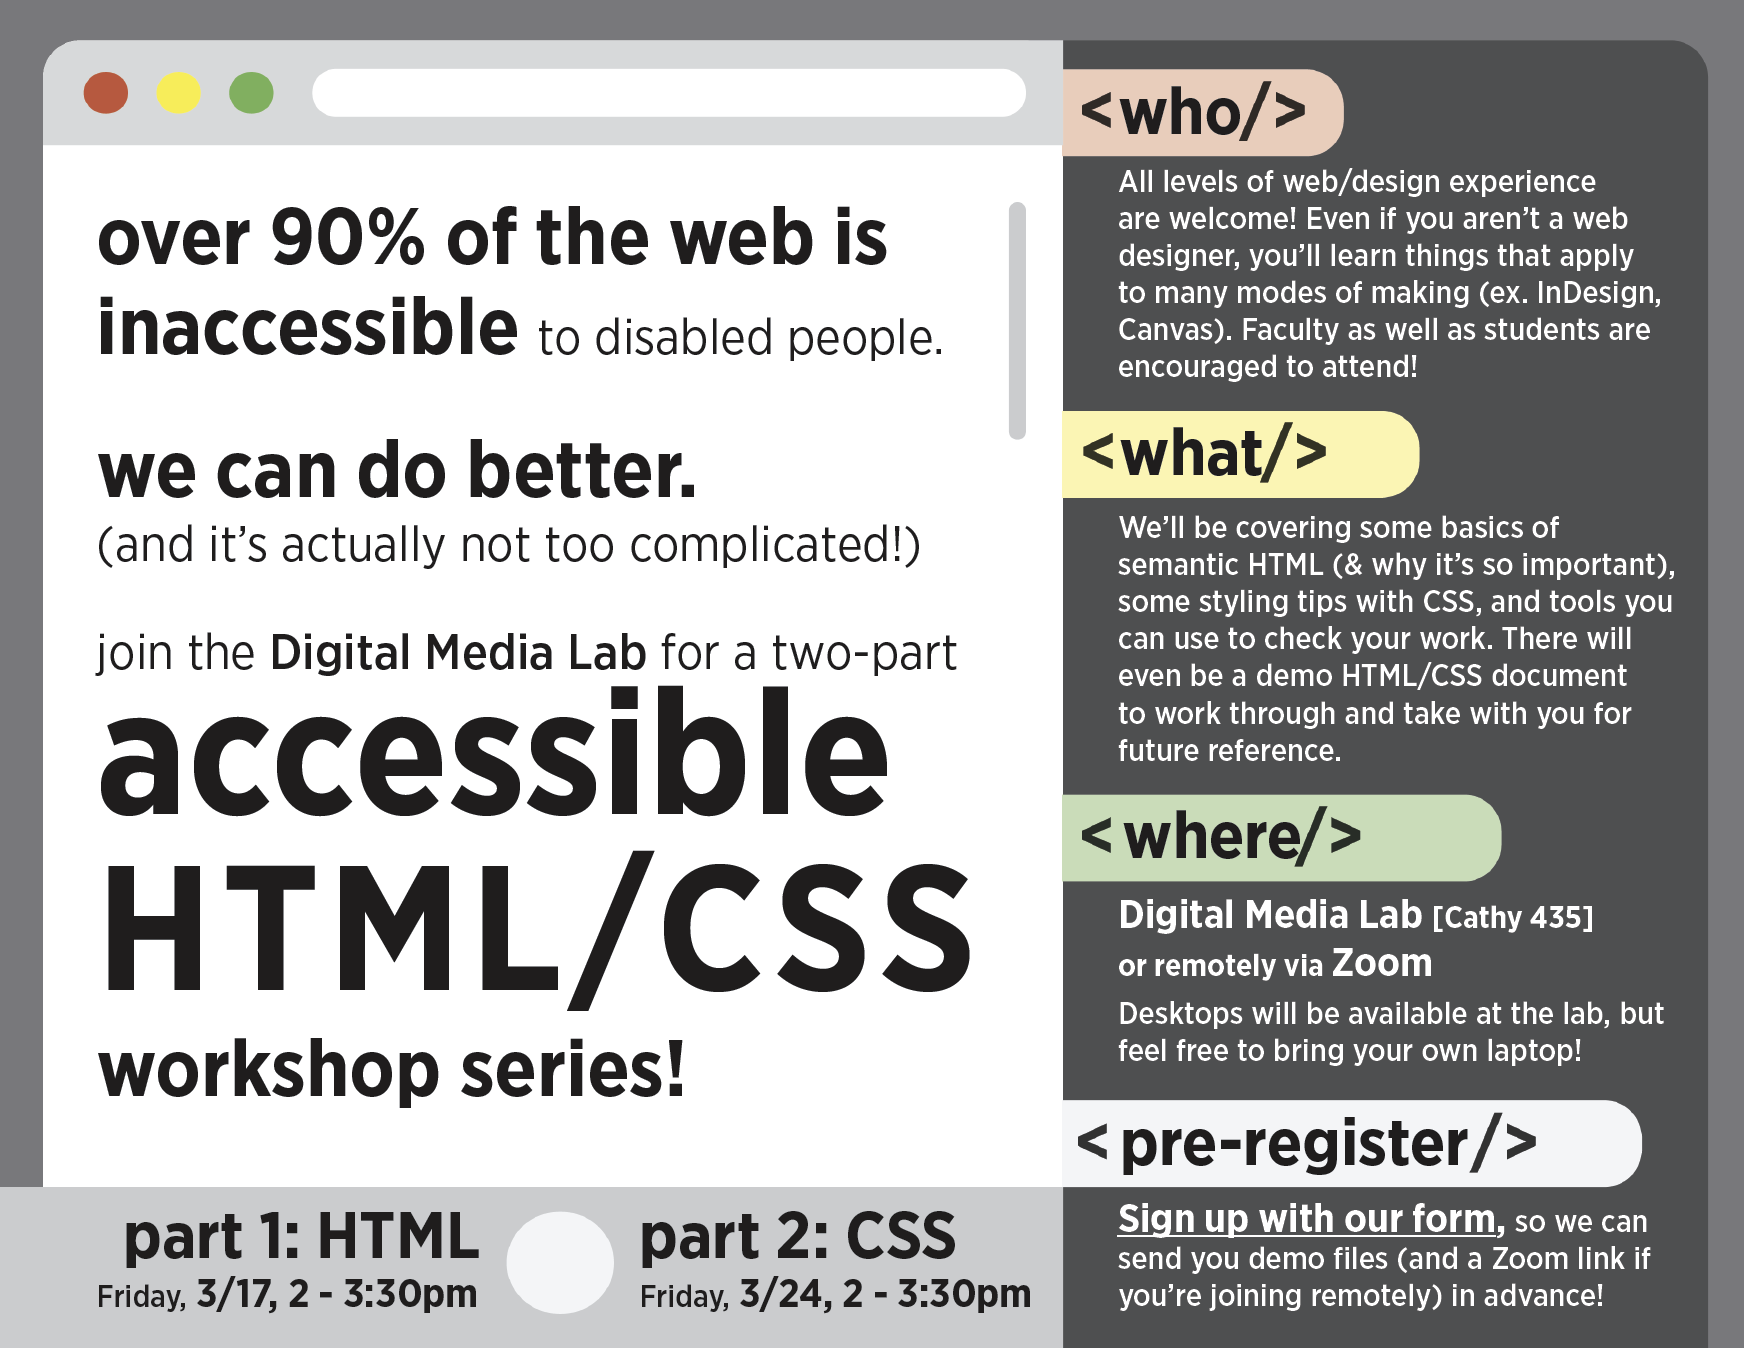 over 90% of the web is
inaccessible to disabled people.
we can do better.
(and it's actually not too complicated!)
join the Digital Media Lab for a two-part
accessible
HTML/CSS
workshop series!
part 1: HTML
Friday, 3/17, 2 - 3:30pm
part 2: CSS
Friday, 3/24, 2 - 3:30pm
<who/>
All levels of web/design experience
are welcome! Even if you aren't a web
designer, you'll learn things that apply
to many modes of making (ex. InDesign,
Canvas). Faculty as well as students are
encouraged to attend!
<what/>
We'll be covering some basics of
semantic HTML (& why it's so important),
some styling tips with CSS, and tools you
can use to check your work. There will
even be a demo HTML/CSS document
to work through and take with you for
future reference.
<where/>
Digital Media Lab [Cathy 435]
or remotely via Zoom
Desktops will be available at the lab, but
feel free to bring your own laptop!
<pre-register/>
Sign up with our form, so we can
send you demo files (and a Zoom link if
you're joining remotely) in advance!